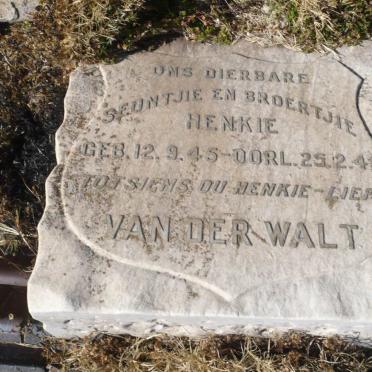 ONS DIERBARE
SEUNTJIE EN BROERTJIE
HENKIE
GEB. 12.9.45-OORL. 25.2.4
TOTSIENS OU HENKIE-LIEF
VAN DER WALT